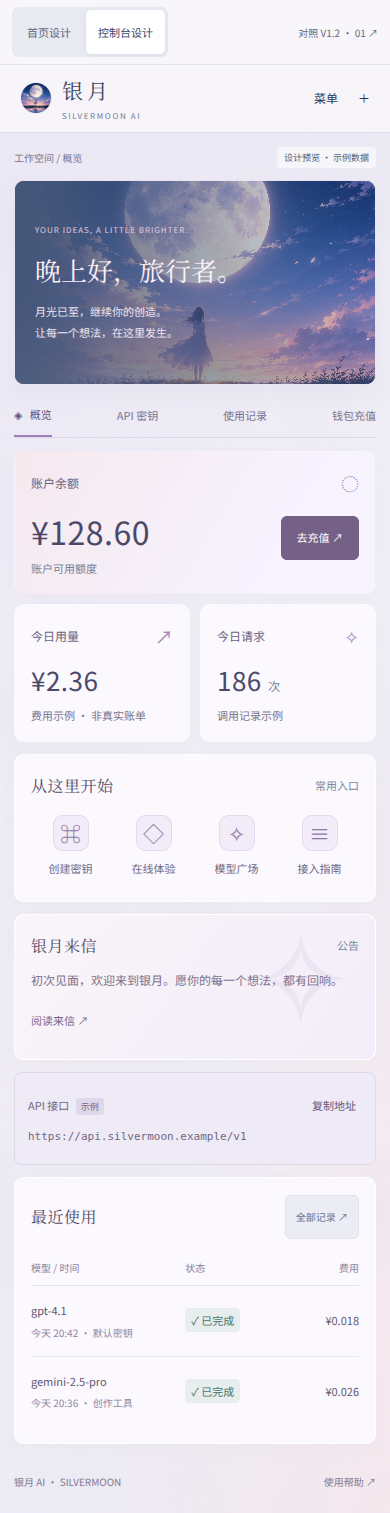 首页设计 控制台设计 对照 V1.2 · 01 ↗
银月 菜单 +
SILVERMOON AI
工作空间 / 概览 设计预览 · 示例数据
YOUR IDEAS, A LITTLE BRIGHTER.
晚上好，旅行者。
月光已至，继续你的创造。
让每一个想法，在这里发生。
◈ 概览 API 密钥 使用记录 钱包充值
账户余额
¥128.60 去充值 ↗
账户可用额度
今日用量 ↗ 今日请求
¥2.36 186 次
费用示例 · 非真实账单 调用记录示例
从这里开始 常用入口
创建密钥 在线体验 模型广场 接入指南
银月来信 公告
初次见面，欢迎来到银月。愿你的每一个想法，都有回响。
阅读来信 ↗
API 接口 示例 复制地址
https://api.silvermoon.example/v1
最近使用 全部记录 ↗
模型 / 时间 状态 费用
gpt-4.1 ✓ 已完成 ¥0.018
今天 20:42 · 默认密钥
gemini-2.5-pro ✓ 已完成 ¥0.026
今天 20:36 · 创作工具
银月 AI · SILVERMOON 使用帮助 ↗